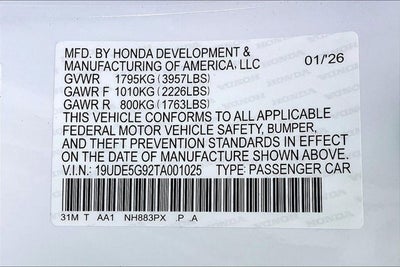 MFD. BY HONDA DEVELOPMENT &
MANUFACTURING OF AMERICA, LLC 01/'26
GVWR 1795KG (3957LBS)
GAWR F 1010KG (2226LBS)
GAWR R 800KG (1763LBS)
THIS VEHICLE CONFORMS TO ALL APPLICABLE
FEDERAL MOTOR VEHICLE SAFETY, BUMPER,
AND THEFT PREVENTION STANDARDS IN EFFECT
ON THE DATE OF MANUFACTURE SHOWN ABOVE.
V.I.N.: 19UDE5G92TA001025 TYPE: PASSENGER CAR
31M T AA1 NH883PX .P .A